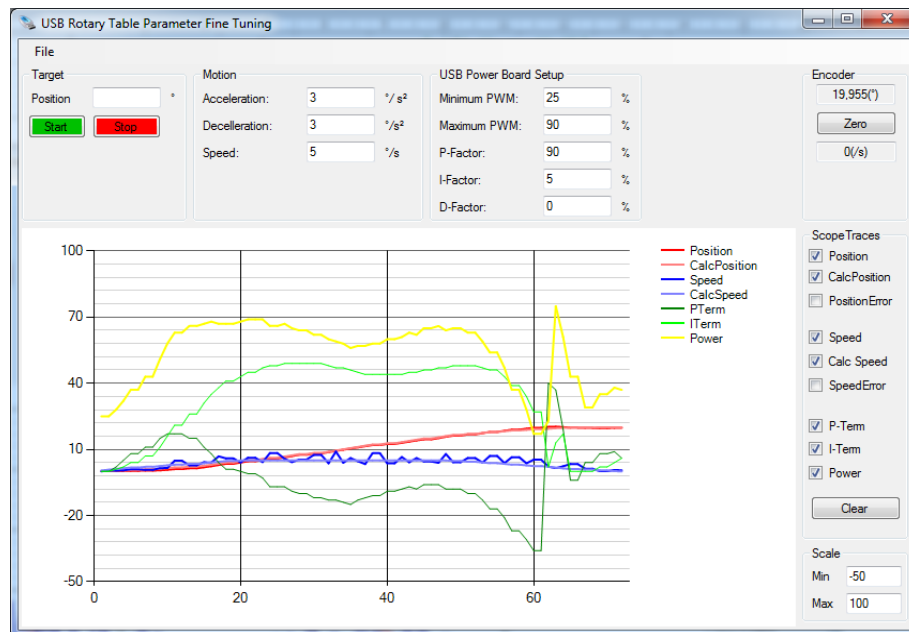 USB Rotary Table Parameter Fine Tuning
File
Target
Position °
Start Stop
Motion
Acceleration: 3 °/ s²
Decelleration: 3 °/s²
Speed: 5 °/s
USB Power Board Setup
Minimum PWM: 25 %
Maximum PWM: 90 %
P-Factor: 90 %
I-Factor: 5 %
D-Factor: 0 %
Encoder
19,955(°)
Zero
0(/s)
100
70
40
10
-20
-50
0 20 40 60
Position
CalcPosition
Speed
CalcSpeed
PTerm
ITerm
Power
ScopeTraces
Position
CalcPosition
PositionError
Speed
Calc Speed
SpeedError
P-Term
I-Term
Power
Clear
Scale
Min -50
Max 100